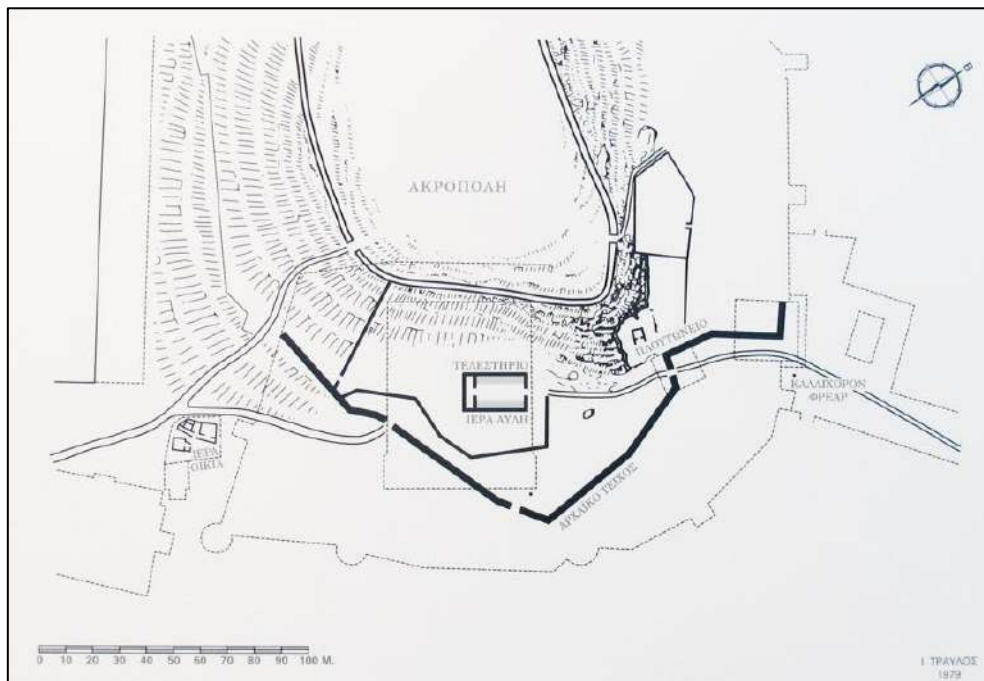 Β
ΑΚΡΟΠΟΛΗ
ΠΛΟΥΤΩΝΕΙΟ
ΤΕΛΕΣΤΗΡΙΟ
ΙΕΡΑ ΑΥΛΗ
ΚΑΛΛΙΧΟΡΟΝ
ΦΡΕΑΡ
ΙΕΡΑ
ΟΙΚΙΑ
ΑΡΧΑΙΚΟ ΤΕΙΧΟΣ
0 10 20 30 40 50 60 70 80 90 100 Μ.
Ι. ΤΡΑΥΛΟΣ
1979